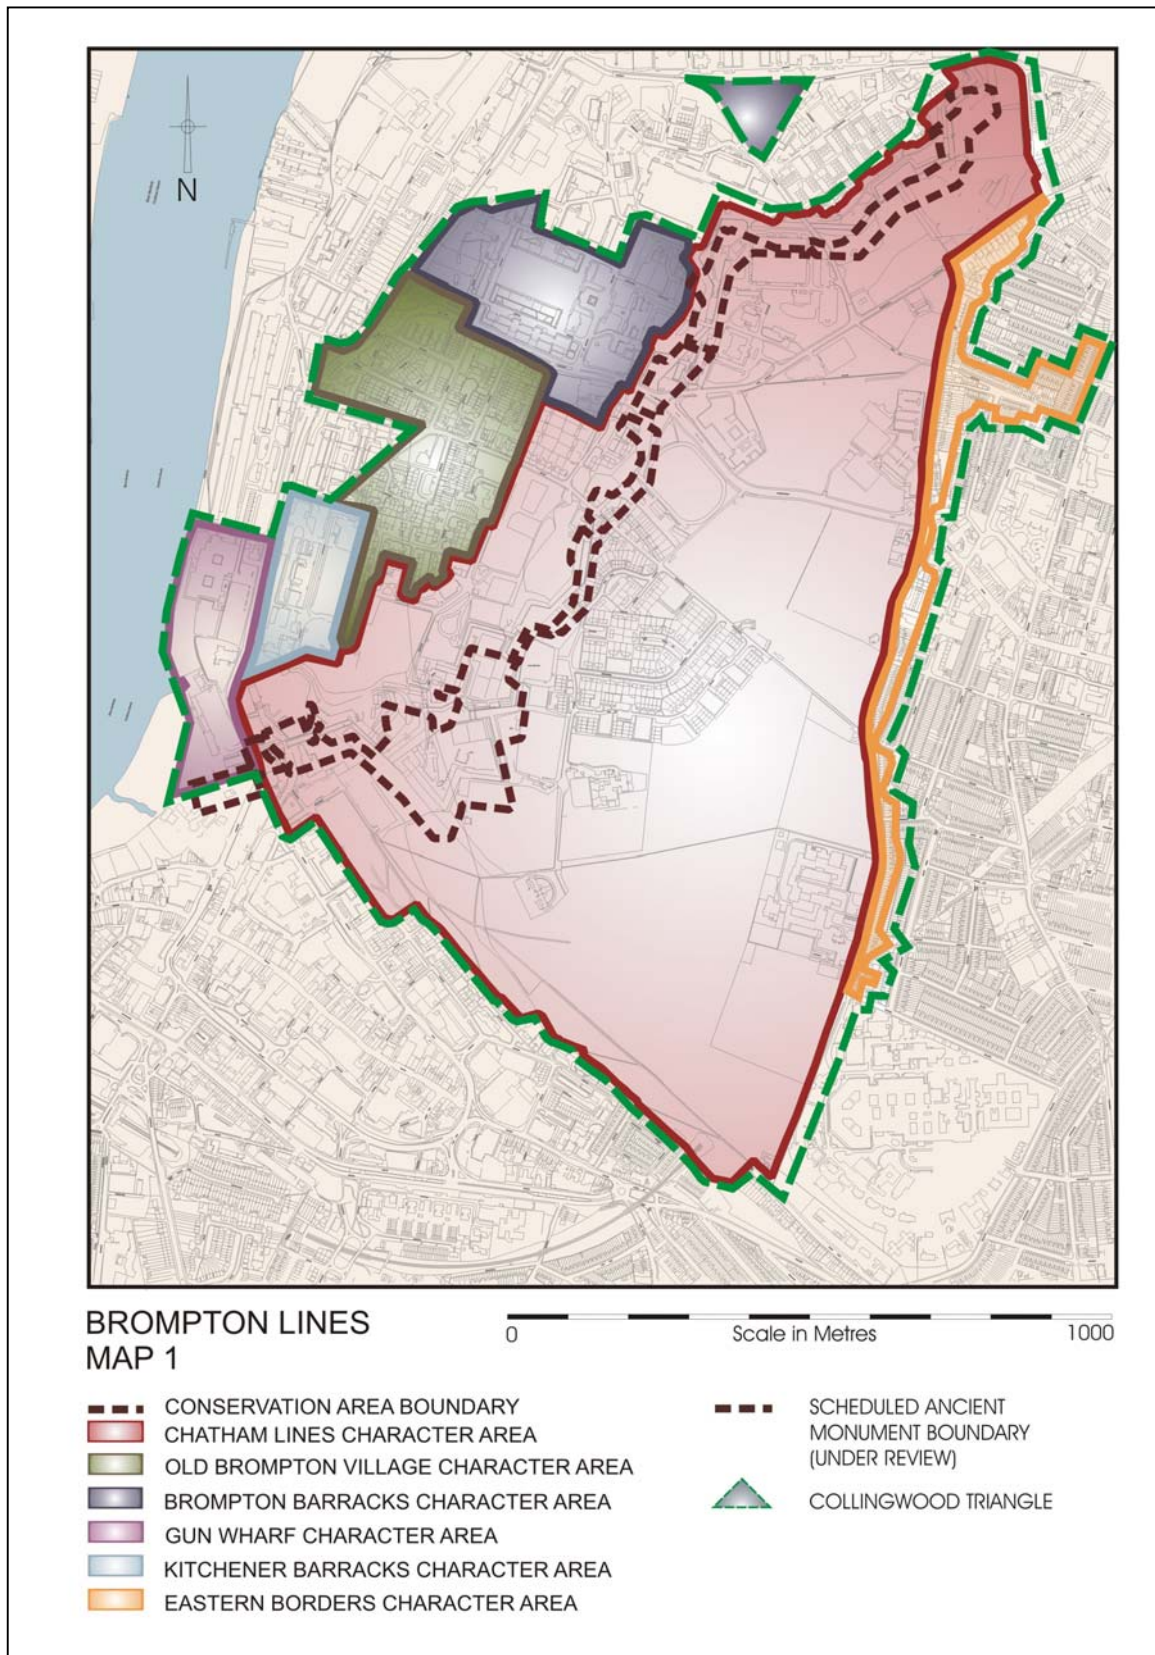 N
BROMPTON LINES
MAP 1
0
Scale in Metres
1000
CONSERVATION AREA BOUNDARY
CHATHAM LINES CHARACTER AREA
OLD BROMPTON VILLAGE CHARACTER AREA
BROMPTON BARRACKS CHARACTER AREA
GUN WHARF CHARACTER AREA
KITCHENER BARRACKS CHARACTER AREA
EASTERN BORDERS CHARACTER AREA
SCHEDULED ANCIENT
MONUMENT BOUNDARY
(UNDER REVIEW)
COLLINGWOOD TRIANGLE